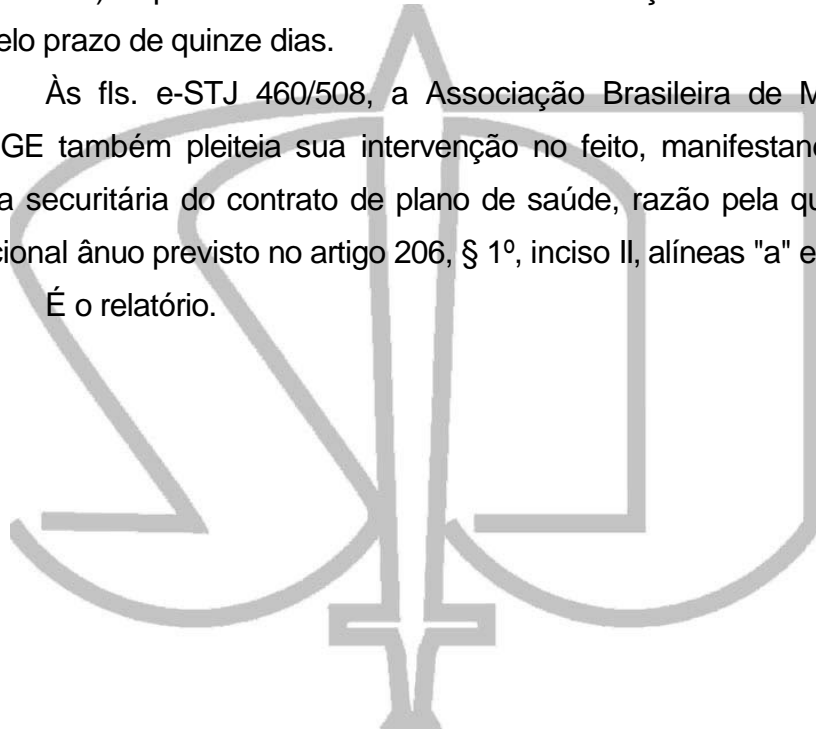 elo prazo de quinze dias.
Às fls. e-STJ 460/508, a Associação Brasileira de M
GE também pleiteia sua intervenção no feito, manifestand
a securitária do contrato de plano de saúde, razão pela qu
cional ânuo previsto no artigo 206, § 1º, inciso II, alíneas "a" e
É o relatório.